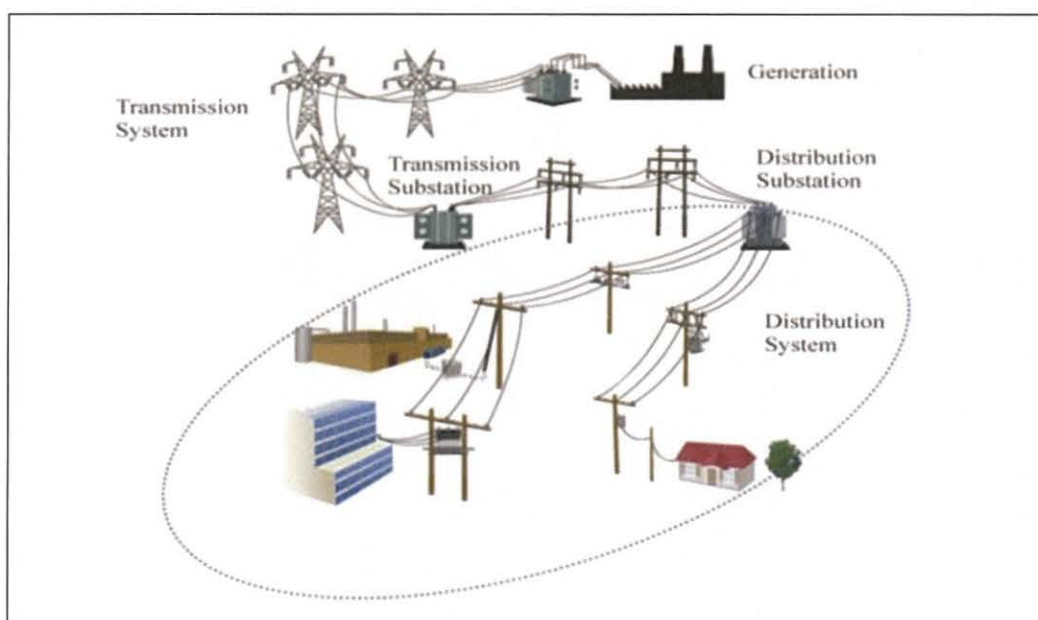 Generation
Transmission
System
Transmission
Substation
Distribution
Substation
Distribution
System